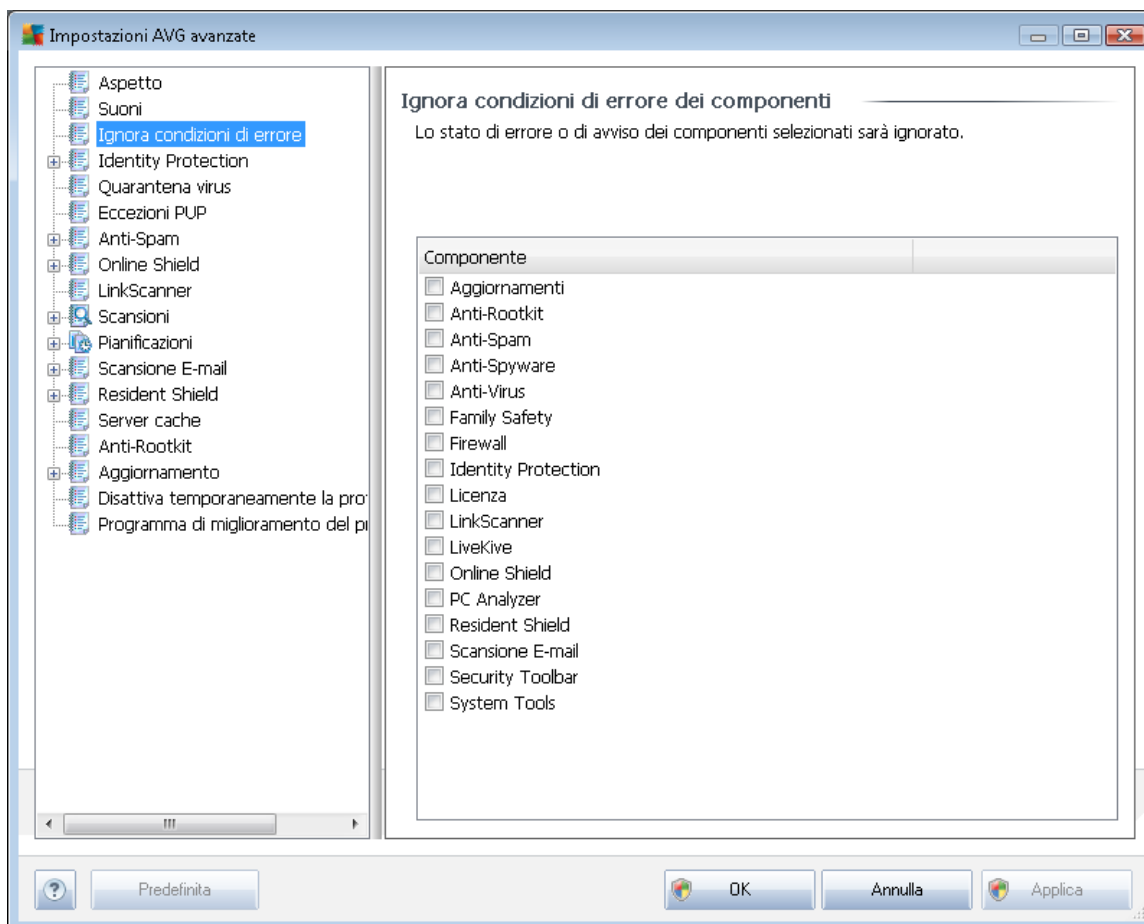 Impostazioni AVG avanzate
Aspetto
Suoni
Ignora condizioni di errore
Identity Protection
Quarantena virus
Eccezioni PUP
Anti-Spam
Online Shield
LinkScanner
Scansioni
Pianificazioni
Scansione E-mail
Resident Shield
Server cache
Anti-Rootkit
Aggiornamento
Disattiva temporaneamente la pro
Programma di miglioramento del p
Ignora condizioni di errore dei componenti
Lo stato di errore o di avviso dei componenti selezionati sarà ignorato.
Componente
Aggiornamenti
Anti-Rootkit
Anti-Spam
Anti-Spyware
Anti-Virus
Family Safety
Firewall
Identity Protection
Licenza
LinkScanner
LiveKive
Online Shield
PC Analyzer
Resident Shield
Scansione E-mail
Security Toolbar
System Tools
?
Predefinita
OK
Annulla
Applica